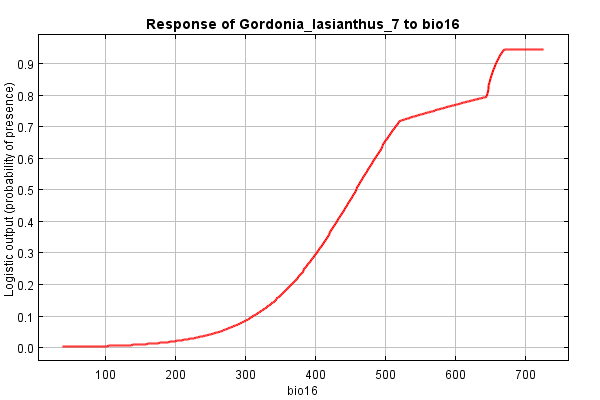 Response of Gordonia_lasianthus_7 to bio16
Logistic output (probability of presence)
0.9
0.8
0.7
0.6
0.5
0.4
0.3
0.2
0.1
0.0
100 200 300 400 500 600 700
bio16